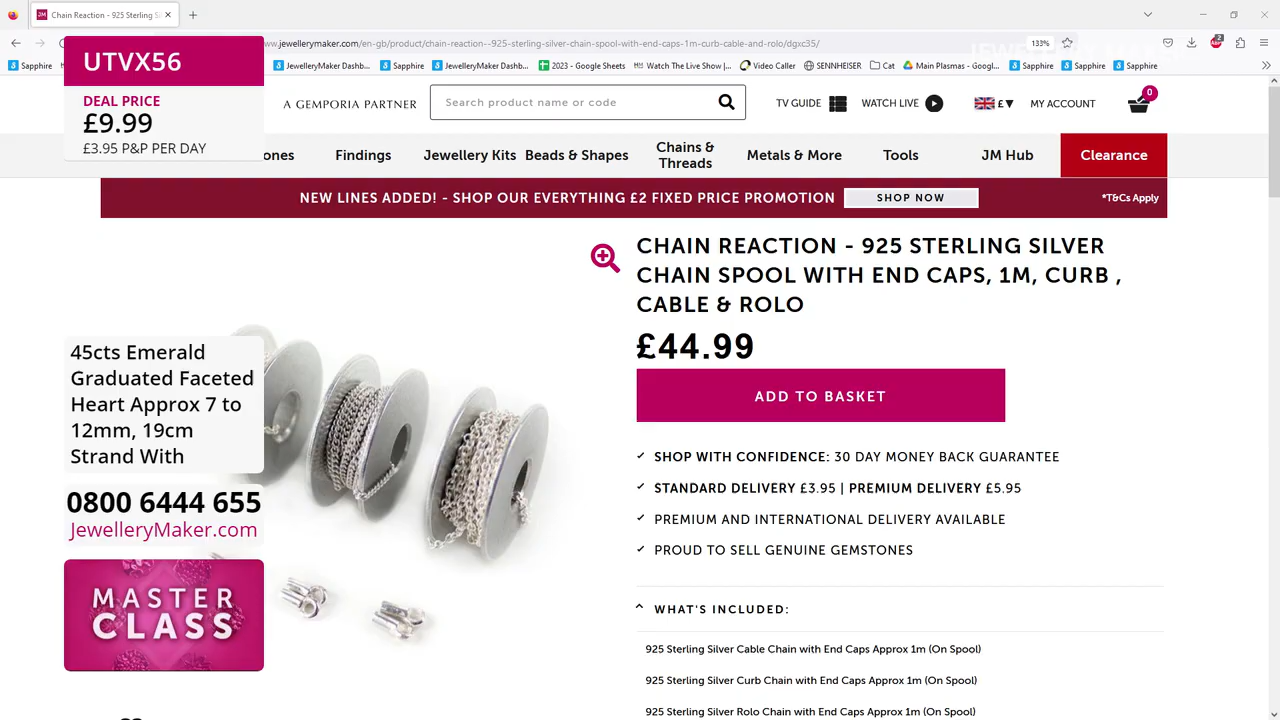 Chain Reaction - 925 Sterling S
www.jewellerymaker.com/en-gb/product/chain-reaction--925-sterling-silver-chain-spool-with-end-caps-1m-curb-cable-and-rolo/dgxc35/
133%
2
Sapphire
JewelleryMaker Dashb...
Sapphire
JewelleryMaker Dashb...
2023 - Google Sheets
Watch The Live Show |...
Video Caller
SENNHEISER
Cat
Main Plasmas - Googl...
Sapphire
Sapphire
Sapphire
UTVX56
DEAL PRICE
£9.99
£3.95 P&P PER DAY
A GEMPORIA PARTNER
Search product name or code
TV GUIDE
WATCH LIVE
£
MY ACCOUNT
0
ones
Findings
Jewellery Kits
Beads & Shapes
Chains &
Threads
Metals & More
Tools
JM Hub
Clearance
NEW LINES ADDED! - SHOP OUR EVERYTHING £2 FIXED PRICE PROMOTION
SHOP NOW
*T&Cs Apply
CHAIN REACTION - 925 STERLING SILVER
CHAIN SPOOL WITH END CAPS, 1M, CURB ,
CABLE & ROLO
£44.99
ADD TO BASKET
SHOP WITH CONFIDENCE: 30 DAY MONEY BACK GUARANTEE
STANDARD DELIVERY £3.95 | PREMIUM DELIVERY £5.95
PREMIUM AND INTERNATIONAL DELIVERY AVAILABLE
PROUD TO SELL GENUINE GEMSTONES
WHAT'S INCLUDED:
925 Sterling Silver Cable Chain with End Caps Approx 1m (On Spool)
925 Sterling Silver Curb Chain with End Caps Approx 1m (On Spool)
925 Sterling Silver Rolo Chain with End Caps Approx 1m (On Spool)
45cts Emerald
Graduated Faceted
Heart Approx 7 to
12mm, 19cm
Strand With
0800 6444 655
JewelleryMaker.com
MASTER
CLASS